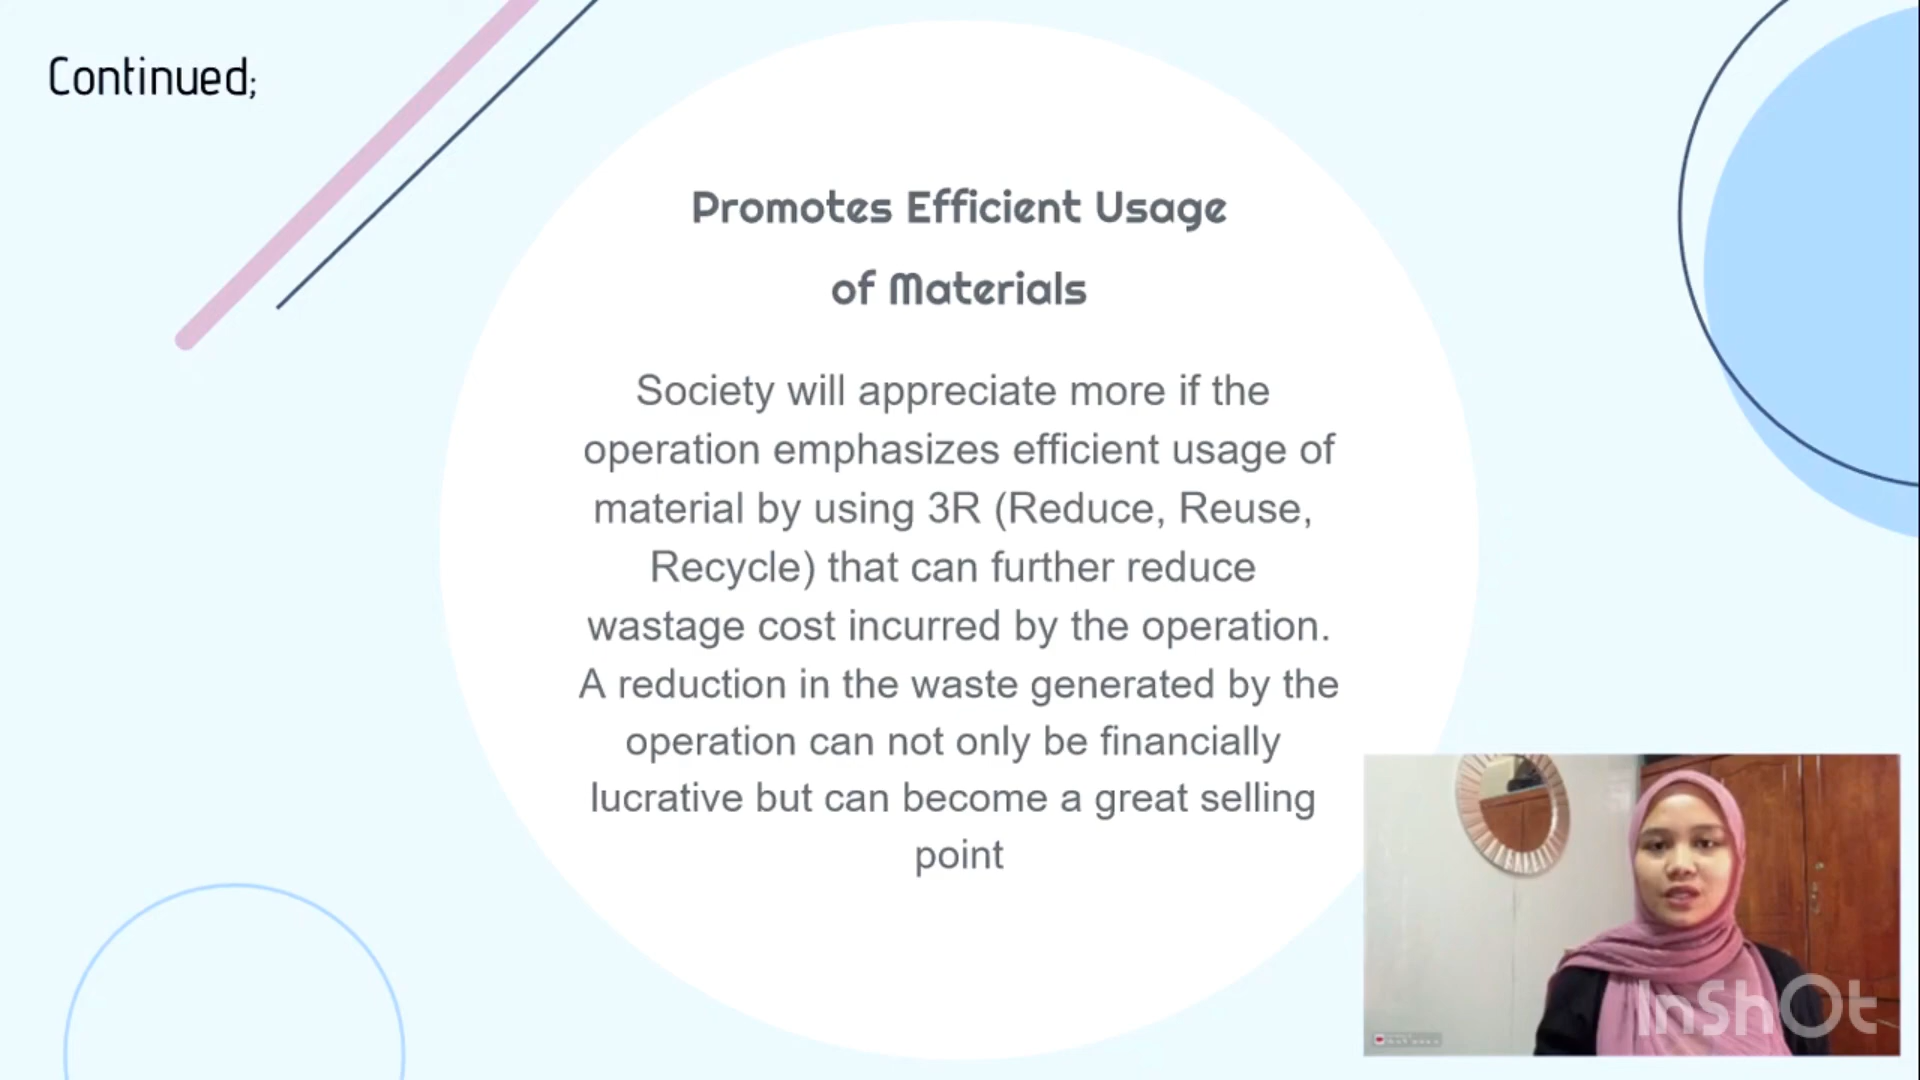 Continued;
Promotes Efficient Usage
of Materials
Society will appreciate more if the
operation emphasizes efficient usage of
material by using 3R (Reduce, Reuse,
Recycle) that can further reduce
wastage cost incurred by the operation.
A reduction in the waste generated by the
operation can not only be financially
lucrative but can become a great selling
point
InShOt